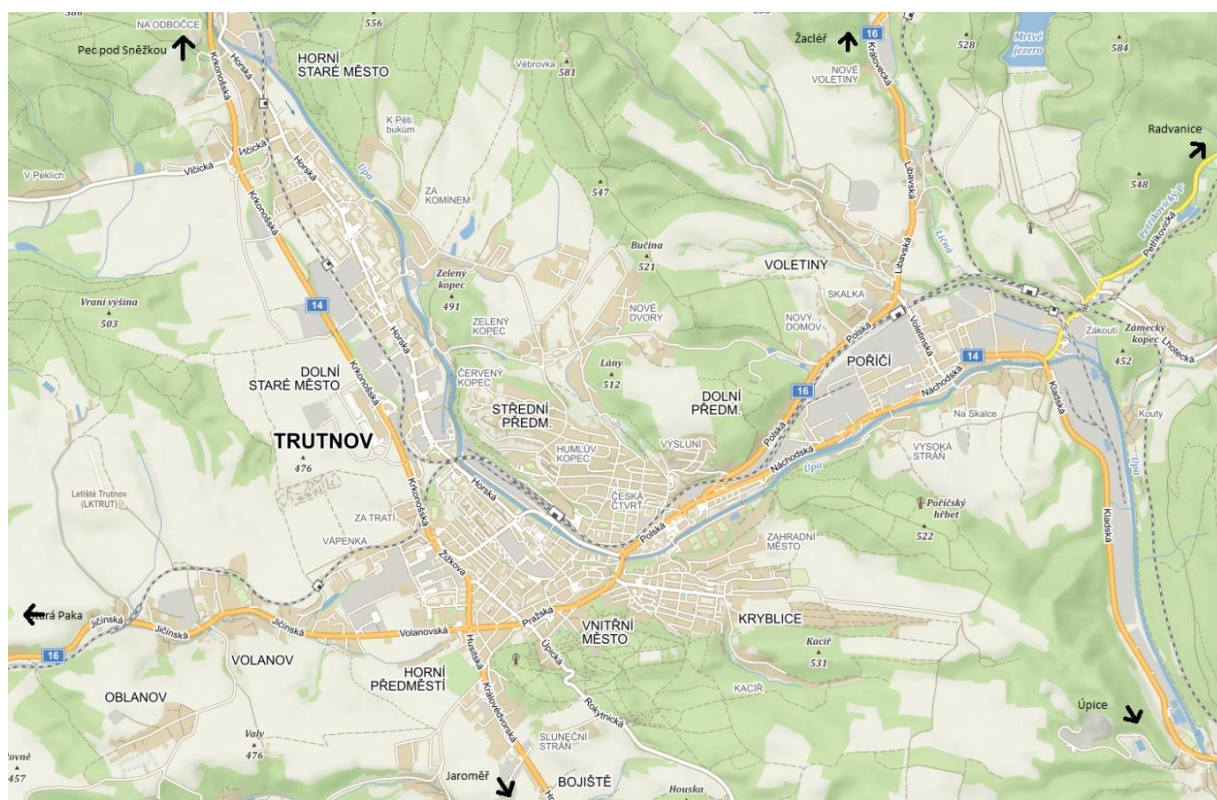 NA ODBOČCE
556
Pec pod Sněžkou
Krkonošská
Horská
HORNÍ
STARÉ MĚSTO
Vébrovka
581
Žacléř
16
Královecká
NOVÉ
VOLETINY
528
Mrtvé
jezero
584
Radvanice
K Pěti
bukům
Úpa
V Peklích
Vlčická
Vlčická
Horská
ZA
KOMÍNEM
547
548
Petříkovický p.
Petříkovická
Libavská
Ličná
Krkonošská
Bučina
521
VOLETINY
Libavská
Zelený
kopec
491
Vraní výšina
503
14
SKALKA
NOVÉ
DVORY
ZELENÝ
KOPEC
Horská
NOVÝ
DOMOV
Polská
Voletinská
POŘÍČÍ
14
Zákoutí
Zámecký
kopec
452
Lhotecká
Krkonošská
DOLNÍ
STARÉ MĚSTO
ČERVENÝ
KOPEC
Lány
512
16
Náchodská
Kladská
STŘEDNÍ
PŘEDM.
DOLNÍ
PŘEDM.
Na Skalce
Kouty
TRUTNOV
476
HUMLŮV
KOPEC
VÝSLUNÍ
Polská
Náchodská
Úpa
VYSOKÁ
STRÁŇ
Úpa
Letiště Trutnov
(LKTRUT)
Krkonošská
Horská
ČESKÁ
ČTVRŤ
Poříčský
hřbet
522
Kladská
ZA TRATÍ
VÁPENKA
Polská
ZAHRADNÍ
MĚSTO
Žižkova
Stará Paka
Jičínská
Jičínská
Jičínská
Volanovská
Pražská
VNITŘNÍ
MĚSTO
KRYBLICE
Kacíř
531
16
VOLANOV
Husitská
Úpická
HORNÍ
PŘEDMĚSTÍ
OBLANOV
Královédvorská
Rokytnická
KACÍŘ
Úpice
Valy
476
SLUNEČNÍ
STRÁŇ
457
Jaroměř
BOJIŠTĚ
Houska